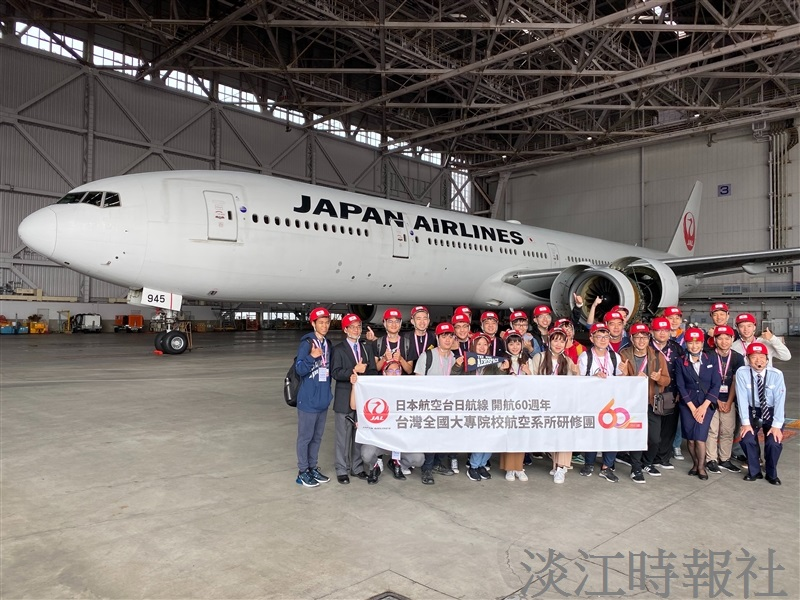 JAPAN AIRLINES
945
JAL
日本航空台日航線 開航60週年
台灣全國大專院校航空系所研修團
60
淡江時報社